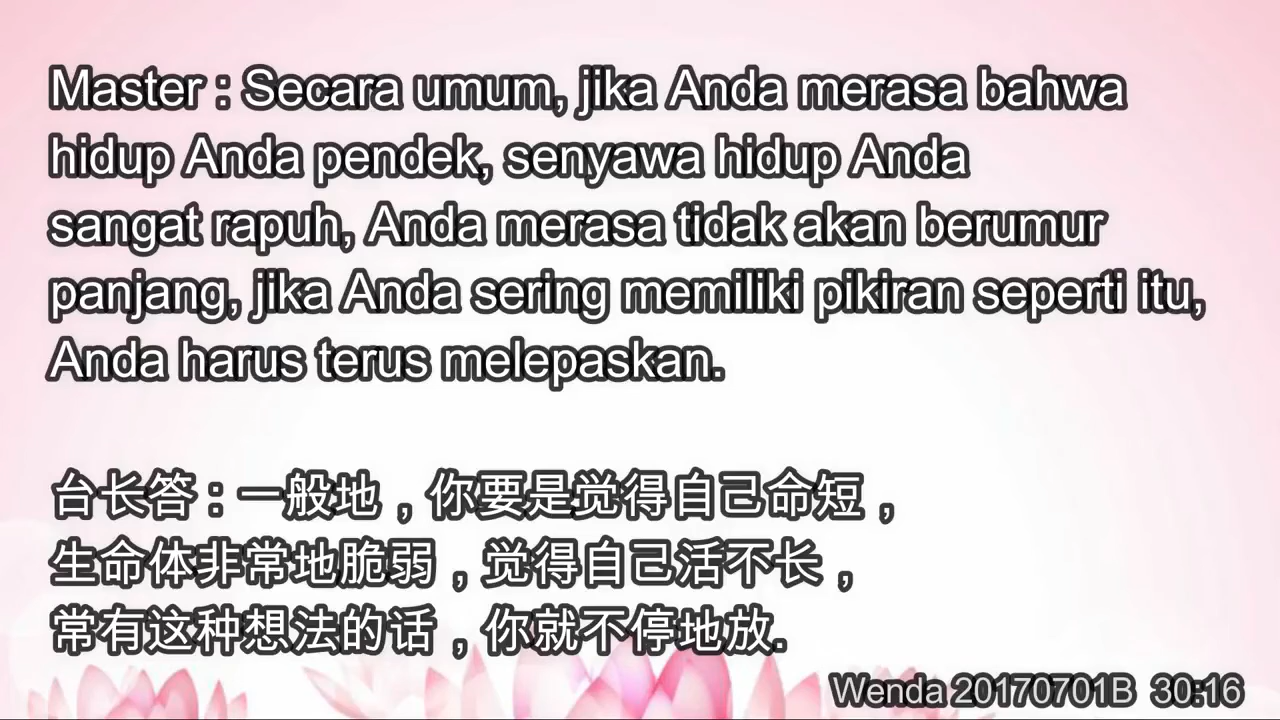 Master : Secara umum, jika Anda merasa bahwa
hidup Anda pendek, senyawa hidup Anda
sangat rapuh, Anda merasa tidak akan berumur
panjang, jika Anda sering memiliki pikiran seperti itu,
Anda harus terus melepaskan.
台长答：一般地，你要是觉得自己命短，
生命体非常地脆弱，觉得自己活不长，
常有这种想法的话，你就不停地放.
Wenda 20170701B 30:16